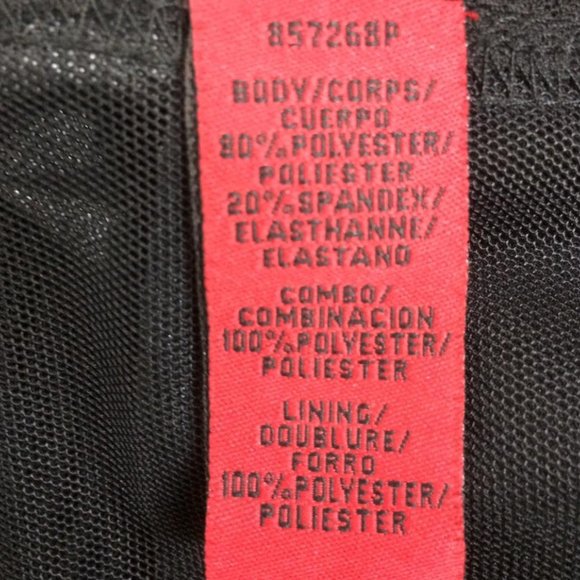 857268P
BODY/CORPS/
CUERPO
80%POLYESTER/
POLIESTER
20%SPANDEX/
ELASTHANNE/
ELASTANO
COMBO/
COMBINACION
100%POLYESTER/
POLIESTER
LINING/
DOUBLURE/
FORRO
100%POLYESTER/
POLIESTER